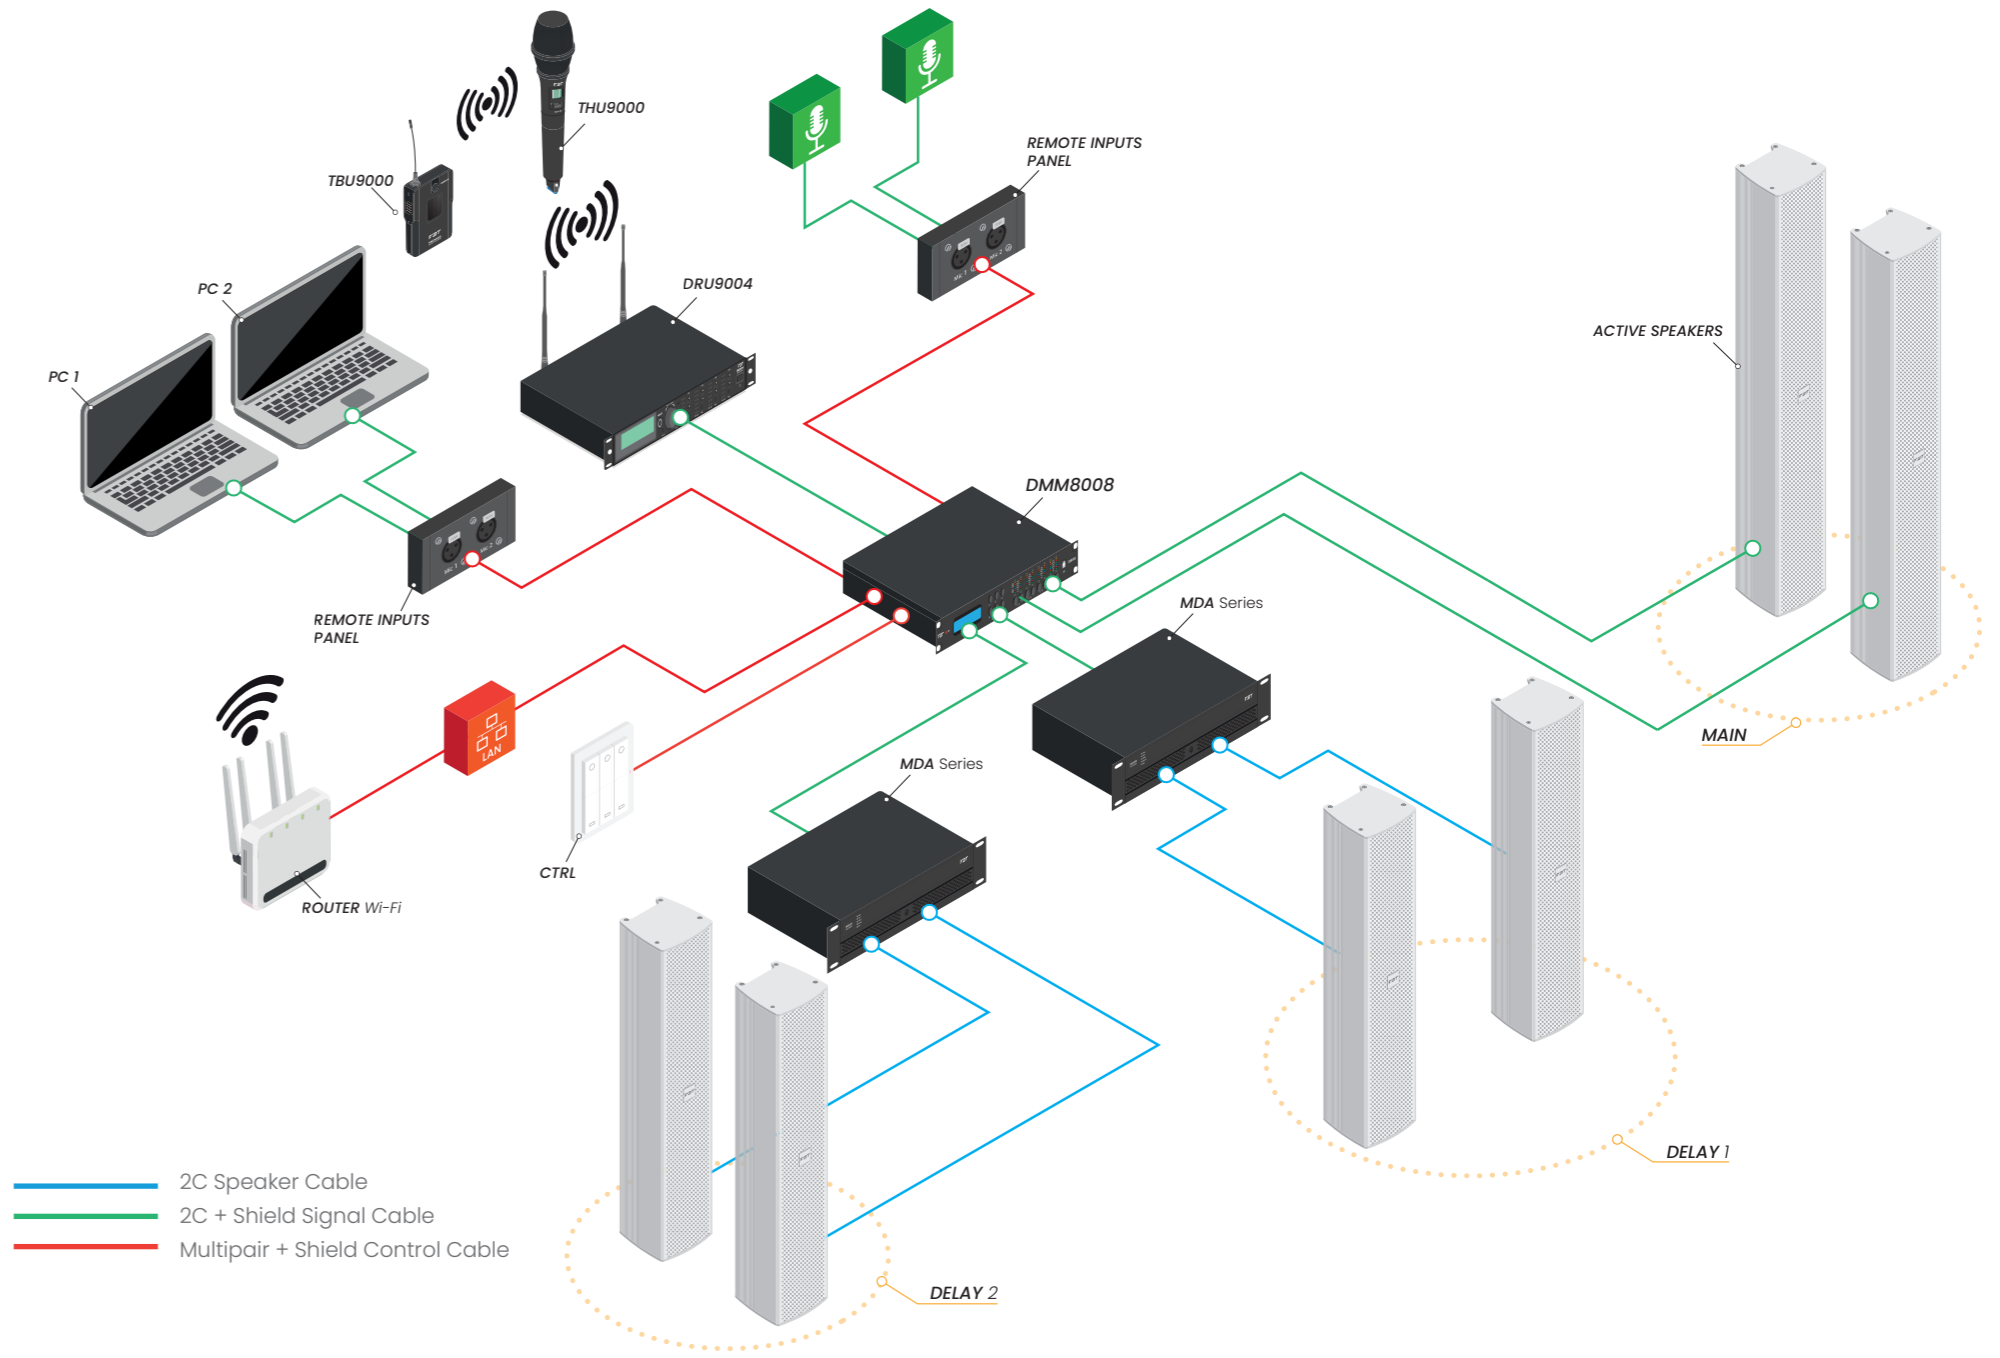 THU9000
TBU9000
REMOTE INPUTS
PANEL
PC 2
DRU9004
ACTIVE SPEAKERS
PC 1
DMM8008
REMOTE INPUTS
PANEL
MDA Series
MAIN
LAN
MDA Series
CTRL
ROUTER Wi-Fi
DELAY 1
2C Speaker Cable
2C + Shield Signal Cable
Multipair + Shield Control Cable
DELAY 2